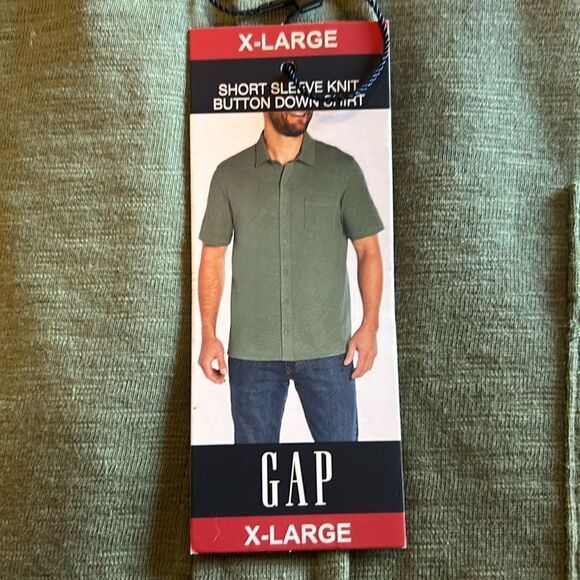 X-LARGE
SHORT SLEEVE KNIT
BUTTON DOWN SHIRT
GAP
X-LARGE